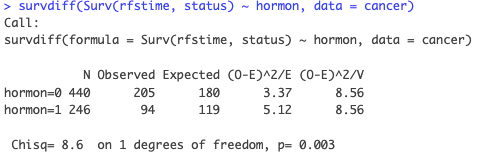 > survdiff(Surv(rfstime, status) ~ hormon, data = cancer)
Call:
survdiff(formula = Surv(rfstime, status) ~ hormon, data = cancer)
N Observed Expected (O-E)^2/E (O-E)^2/V
hormon=0 440 205 180 3.37 8.56
hormon=1 246 94 119 5.12 8.56
Chisq= 8.6 on 1 degrees of freedom, p= 0.003